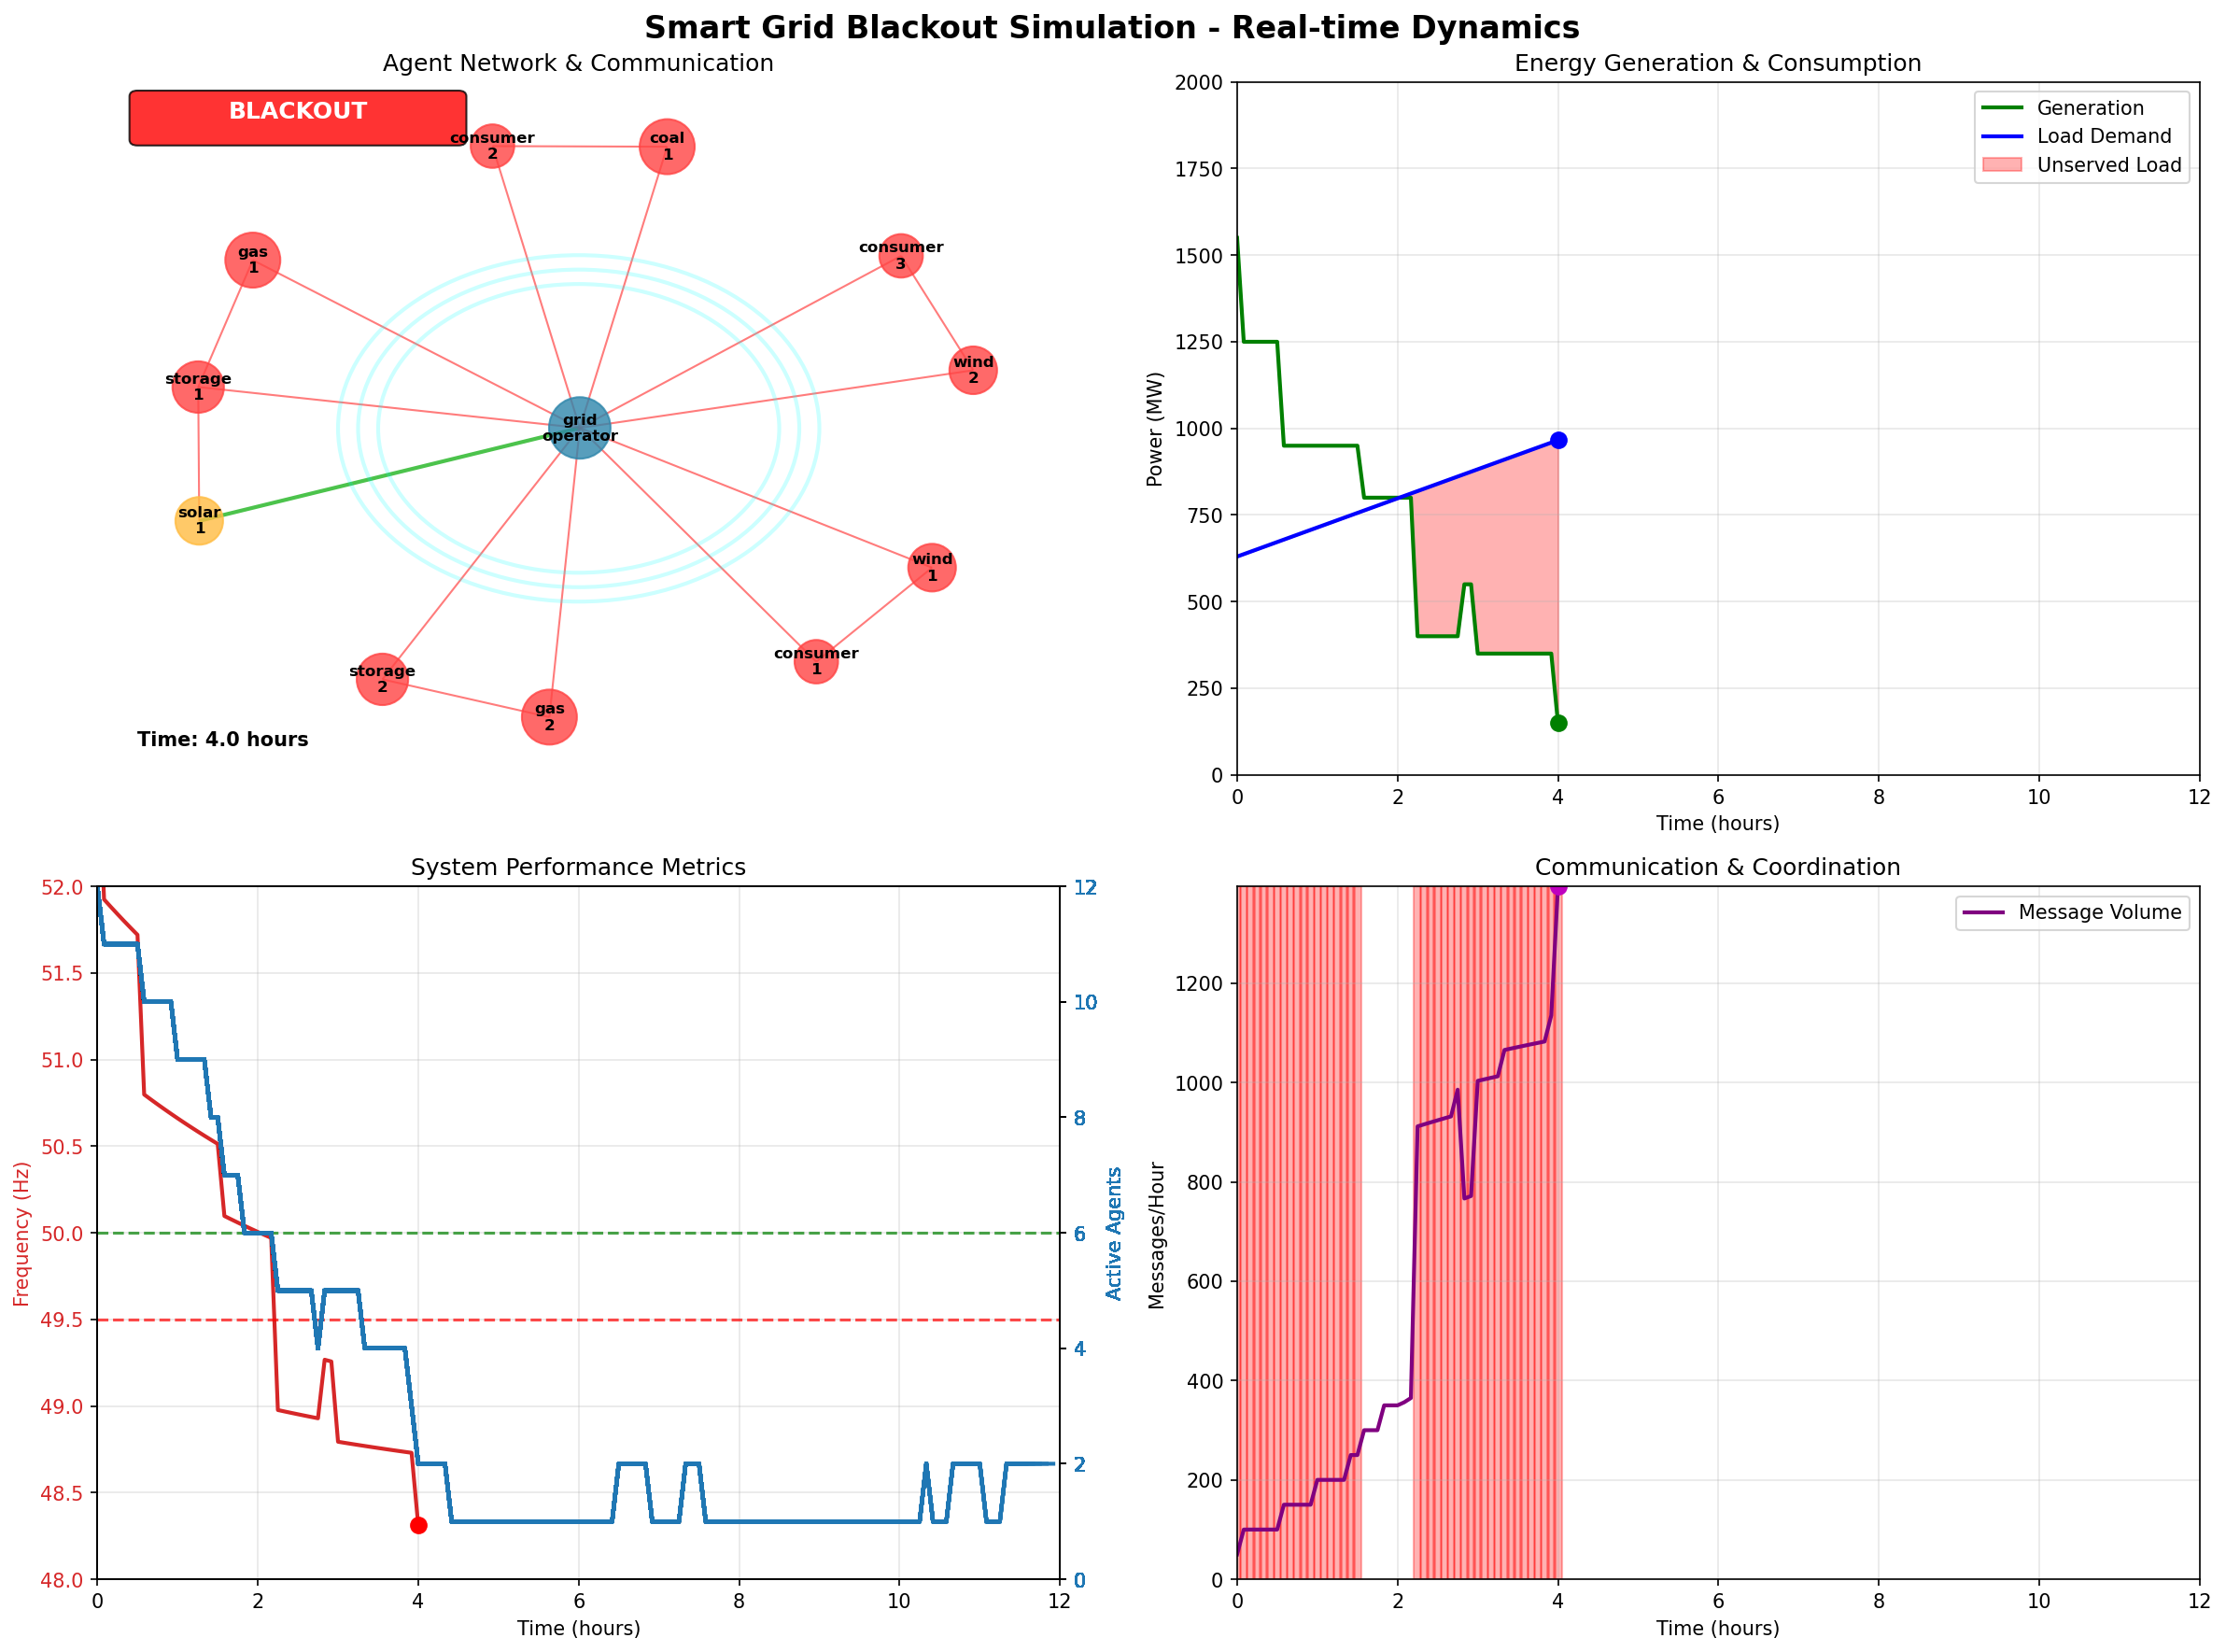 Smart Grid Blackout Simulation - Real-time Dynamics
Agent Network & Communication
BLACKOUT
consumer
2
coal
1
gas
1
consumer
3
storage
1
wind
2
grid
operator
solar
1
wind
1
storage
2
consumer
1
gas
2
Time: 4.0 hours
Energy Generation & Consumption
Generation
Load Demand
Unserved Load
Power (MW)
2000
1750
1500
1250
1000
750
500
250
0
0 2 4 6 8 10 12
Time (hours)
System Performance Metrics
Frequency (Hz)
52.0
51.5
51.0
50.5
50.0
49.5
49.0
48.5
48.0
12
10
8
6
4
2
0
Active Agents
0 2 4 6 8 10 12
Time (hours)
Communication & Coordination
Message Volume
Messages/Hour
1200
1000
800
600
400
200
0
0 2 4 6 8 10 12
Time (hours)